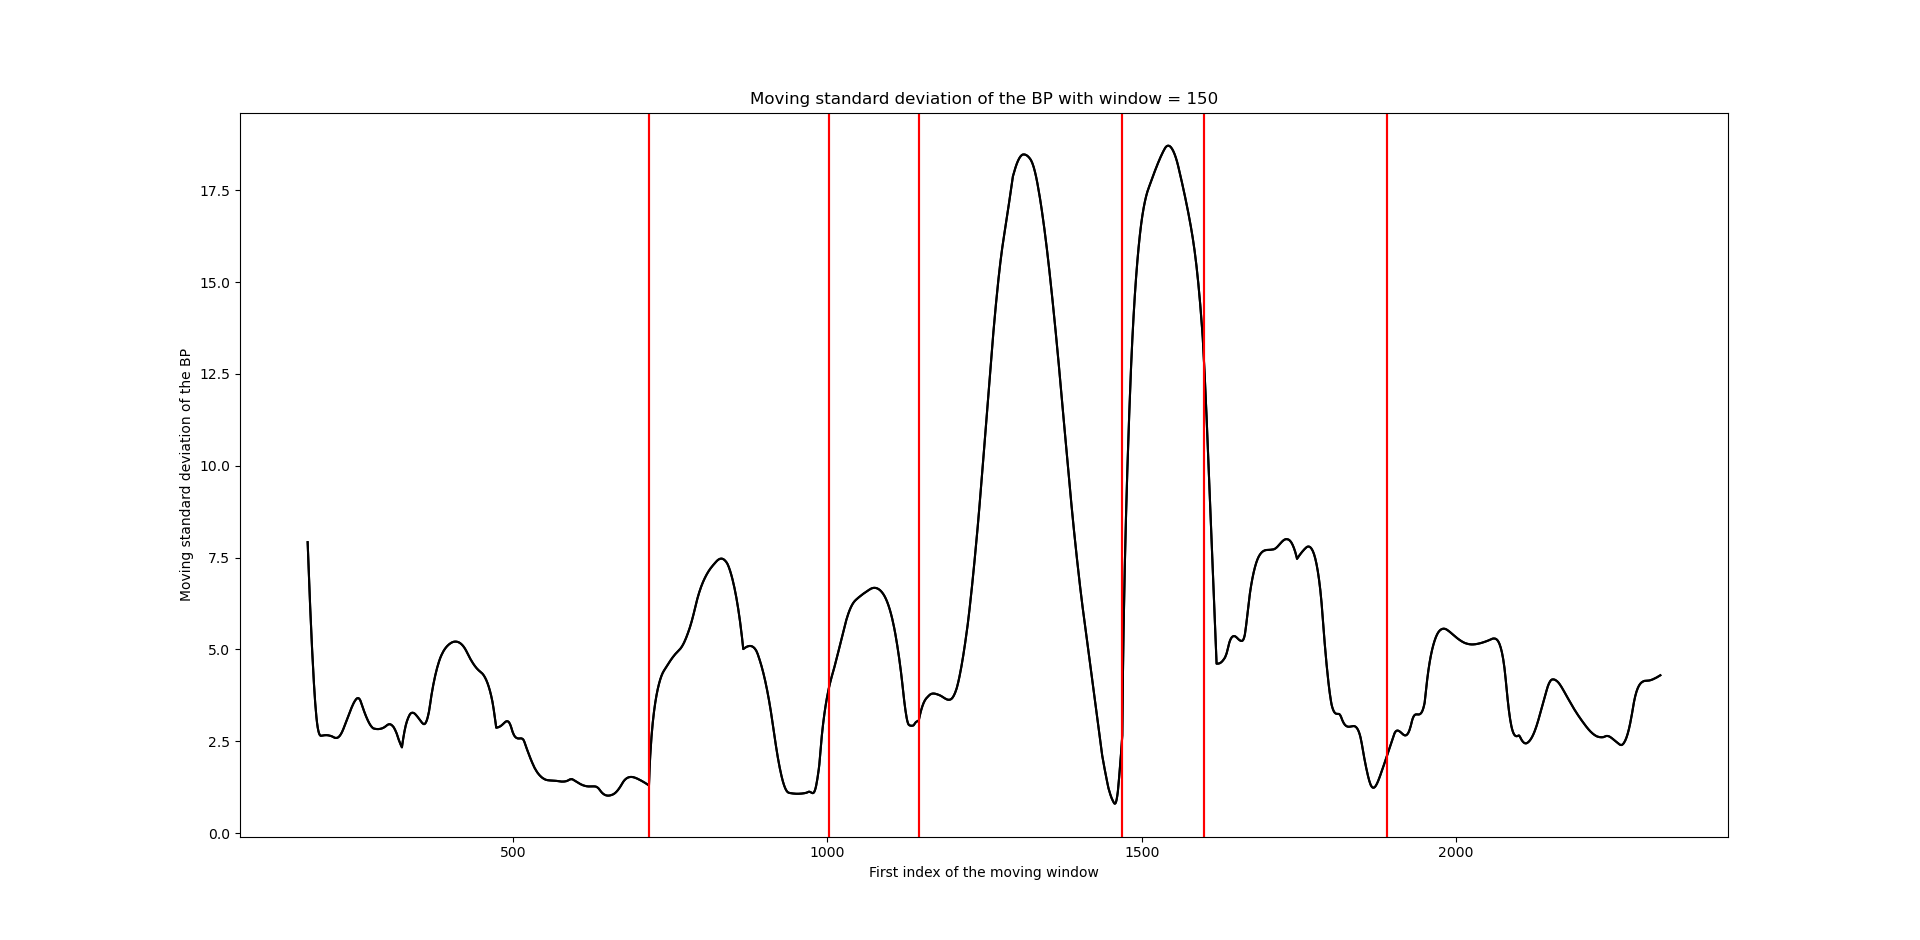 Moving standard deviation of the BP with window = 150
Moving standard deviation of the BP
17.5
15.0
12.5
10.0
7.5
5.0
2.5
0.0
500 1000 1500 2000
First index of the moving window